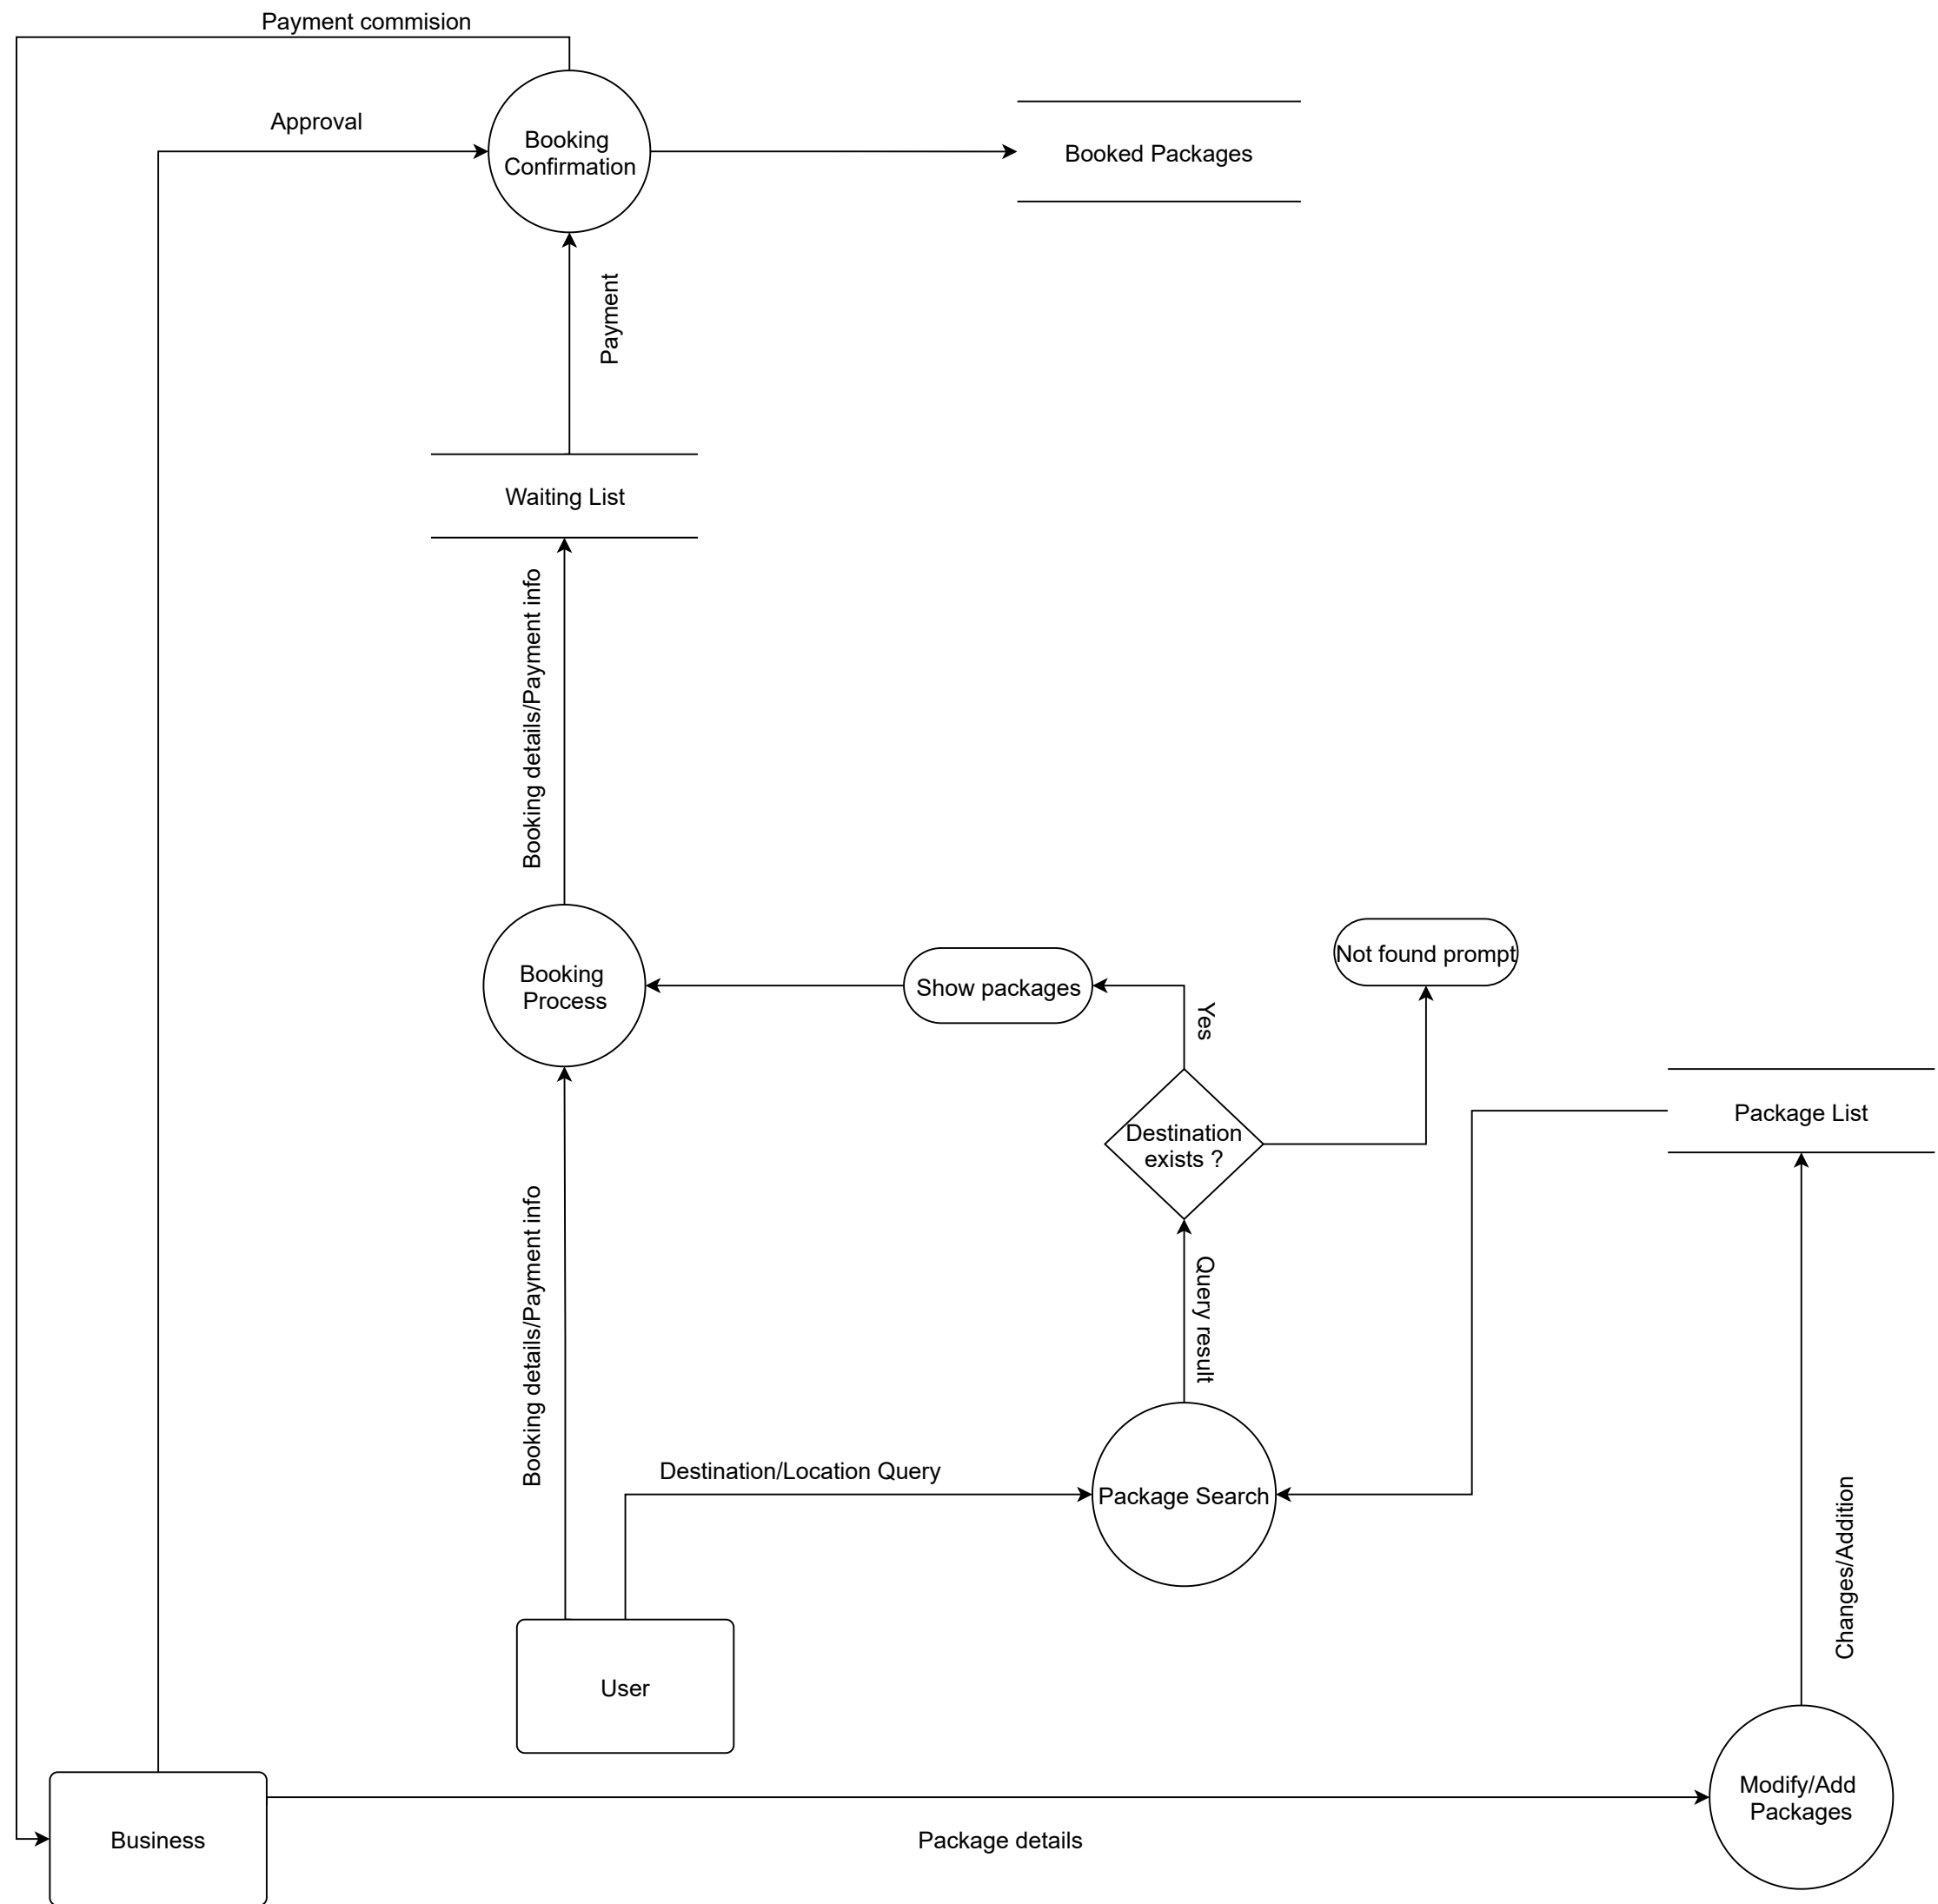 Payment commision
Approval
Booking
Confirmation
Booked Packages
Payment
Waiting List
Booking details/Payment info
Booking
Process
Show packages
Not found prompt
Yes
Destination
exists ?
Package List
Query result
Booking details/Payment info
Destination/Location Query
Package Search
Changes/Addition
User
Modify/Add
Packages
Business
Package details